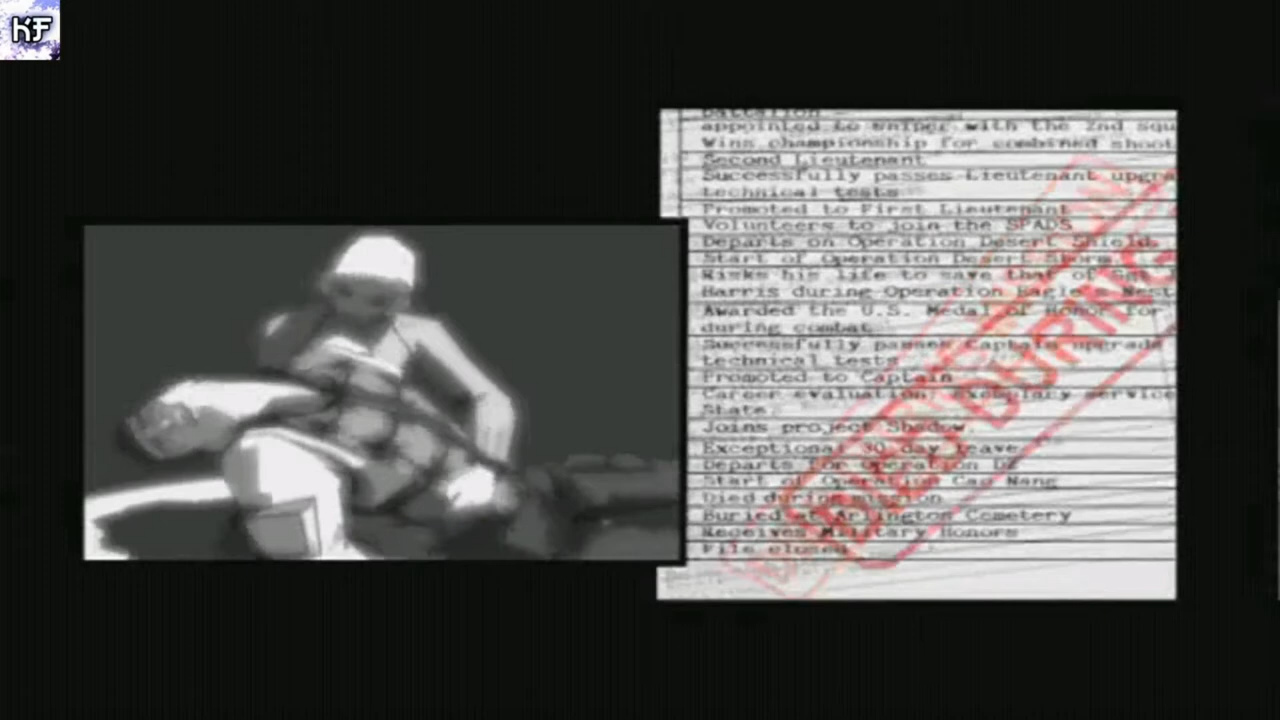 KF
battalion
appointed to sniper with the 2nd squ
Wins championship for combined shoot
Second Lieutenant
Successfully passes Lieutenant upgra
technical tests
Promoted to First Lieutenant
Volunteers to join the SPADS
Departs on Operation Desert Shield
Start of Operation Desert Storm
Risks his life to save that of Sgt
Harris during Operation Eagle's Nest
Awarded the U.S. Medal of Honor for
during combat
Successfully passes Captain upgrade
technical tests
Promoted to Captain
Career evaluation: exemplary service
State.
Joins project Shadow.
Exceptional 30 day leave
Departs for Operation
Start of Operation Cao Nang
Died during mission
Buried at Arlington Cemetery
Receives Military Honors
File closed
DEAD DURING